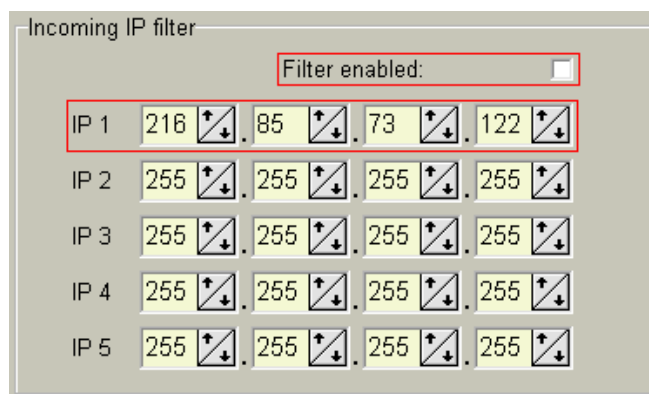 Incoming IP filter
Filter enabled:
IP 1 216 . 85 . 73 . 122
IP 2 255 . 255 . 255 . 255
IP 3 255 . 255 . 255 . 255
IP 4 255 . 255 . 255 . 255
IP 5 255 . 255 . 255 . 255